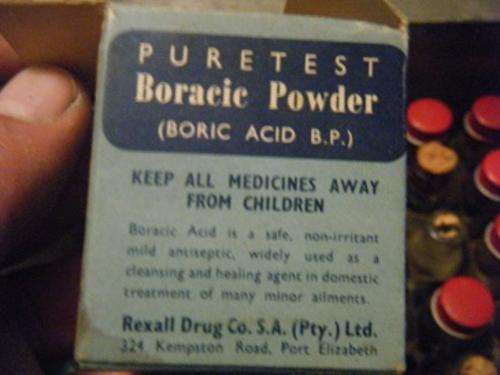 PURETEST
Boracic Powder
(BORIC ACID B.P.)
KEEP ALL MEDICINES AWAY
FROM CHILDREN
Boracic Acid is a safe, non-irritant
mild antiseptic, widely used as a
cleansing and healing agent in domestic
treatment of many minor ailments.
Rexall Drug Co. S.A. (Pty.) Ltd.
324 Kempston Road, Port Elizabeth